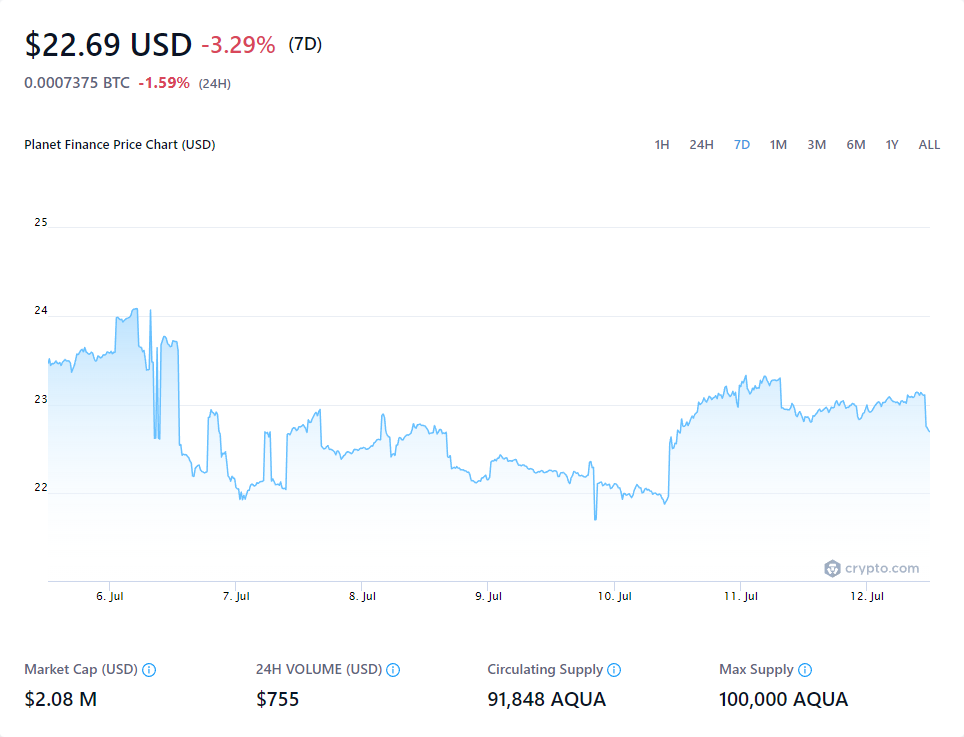 $22.69 USD -3.29% (7D)
0.0007375 BTC -1.59% (24H)
Planet Finance Price Chart (USD) 1H 24H 7D 1M 3M 6M 1Y ALL
25
24
23
22
crypto.com
6. Jul 7. Jul 8. Jul 9. Jul 10. Jul 11. Jul 12. Jul
Market Cap (USD) 24H VOLUME (USD) Circulating Supply Max Supply
$2.08 M $755 91,848 AQUA 100,000 AQUA